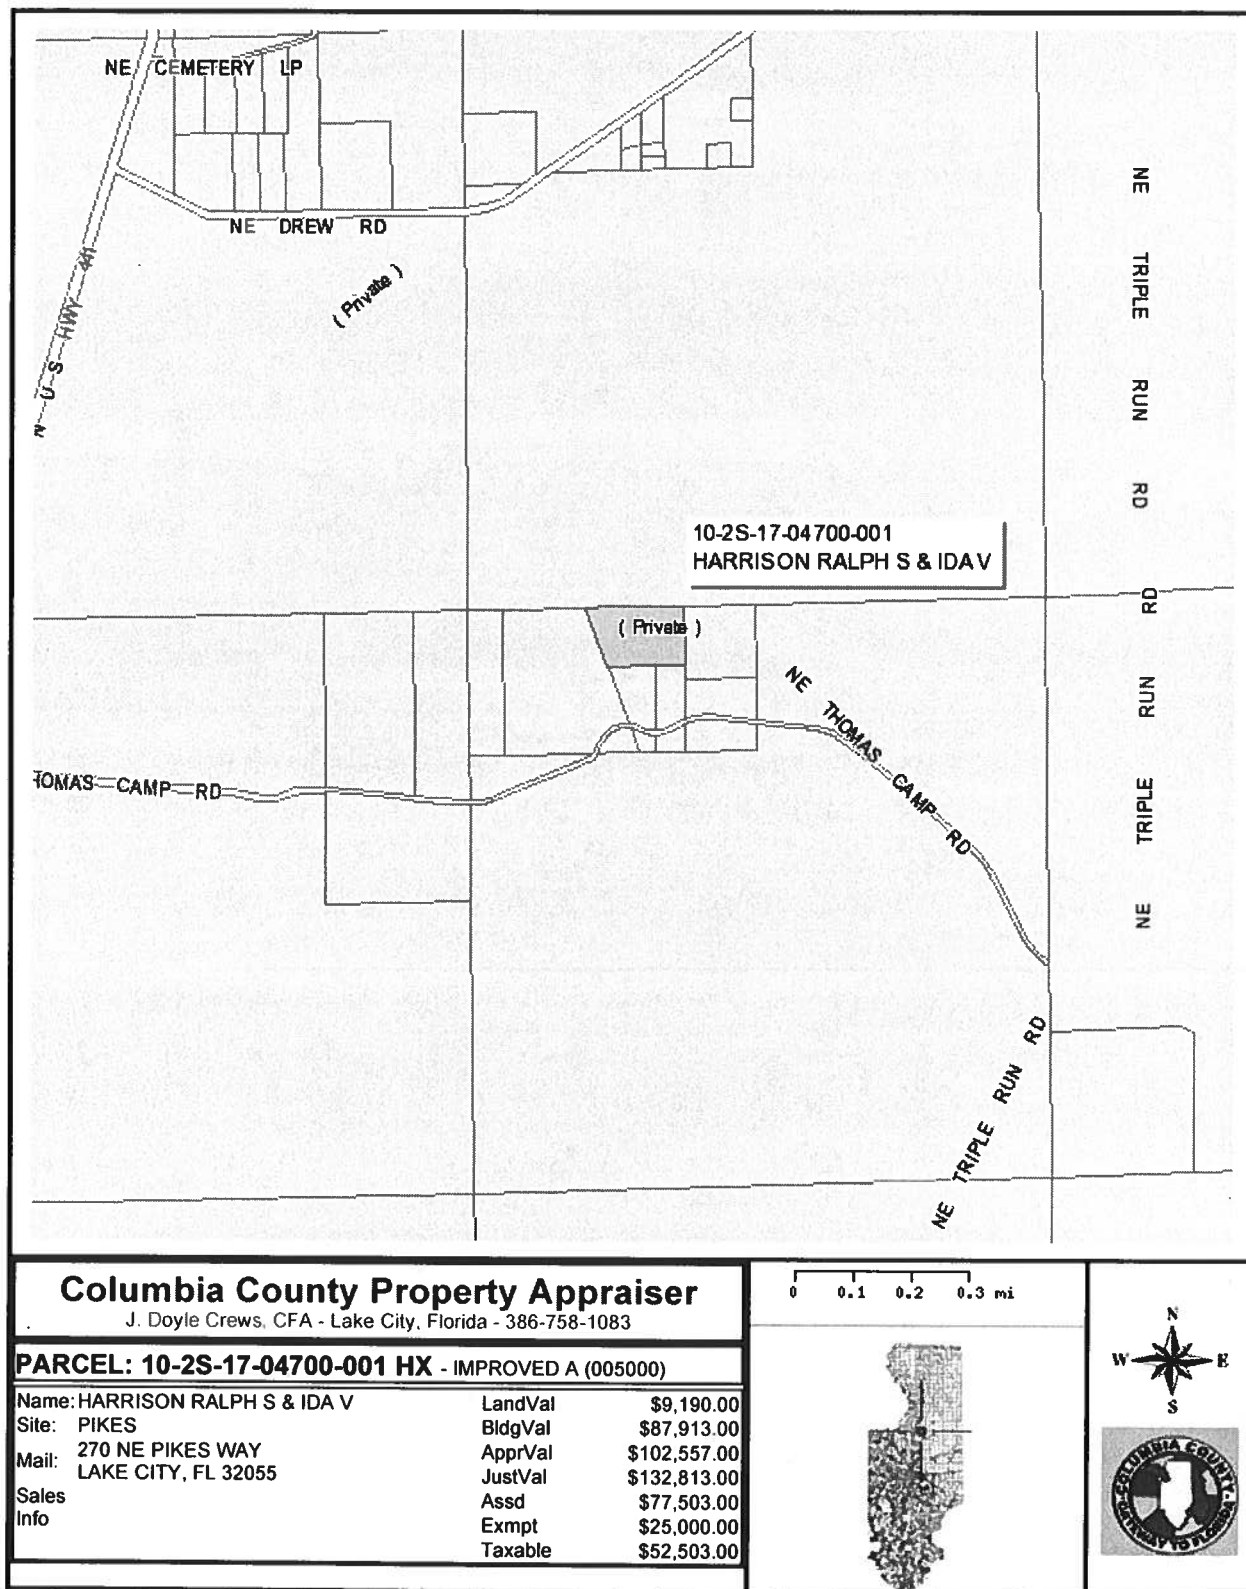 NE CEMETERY LP
NE DREW RD
( Private )
N U S HWY 441
NE TRIPLE RUN RD
10-2S-17-04700-001
HARRISON RALPH S & IDA V
( Private )
NE THOMAS CAMP RD
HOMAS CAMP RD
NE TRIPLE RUN RD
NE TRIPLE RUN RD
Columbia County Property Appraiser
J. Doyle Crews, CFA - Lake City, Florida - 386-758-1083
PARCEL: 10-2S-17-04700-001 HX - IMPROVED A (005000)
Name: HARRISON RALPH S & IDA V
Site: PIKES
Mail: 270 NE PIKES WAY
LAKE CITY, FL 32055
Sales
Info
LandVal $9,190.00
BldgVal $87,913.00
ApprVal $102,557.00
JustVal $132,813.00
Assd $77,503.00
Exmpt $25,000.00
Taxable $52,503.00
0 0.1 0.2 0.3 mi
N
W E
S
COLUMBIA COUNTY
GATEWAY TO FLORIDA